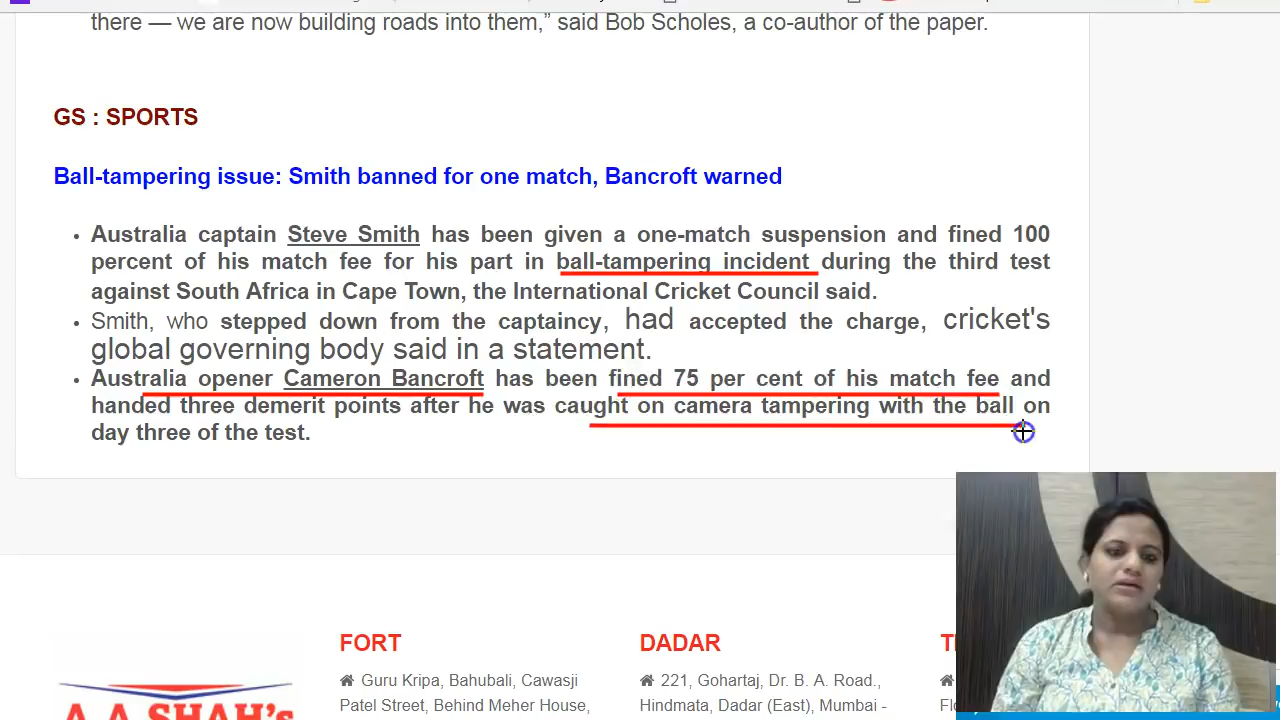 there — we are now building roads into them,” said Bob Scholes, a co-author of the paper.
GS : SPORTS
Ball-tampering issue: Smith banned for one match, Bancroft warned
• Australia captain Steve Smith has been given a one-match suspension and fined 100
percent of his match fee for his part in ball-tampering incident during the third test
against South Africa in Cape Town, the International Cricket Council said.
• Smith, who stepped down from the captaincy, had accepted the charge, cricket's
global governing body said in a statement.
• Australia opener Cameron Bancroft has been fined 75 per cent of his match fee and
handed three demerit points after he was caught on camera tampering with the ball on
day three of the test.
FORT
Guru Kripa, Bahubali, Cawasji
Patel Street, Behind Meher House,
DADAR
221, Gohartaj, Dr. B. A. Road.,
Hindmata, Dadar (East), Mumbai -
A A SHAH's